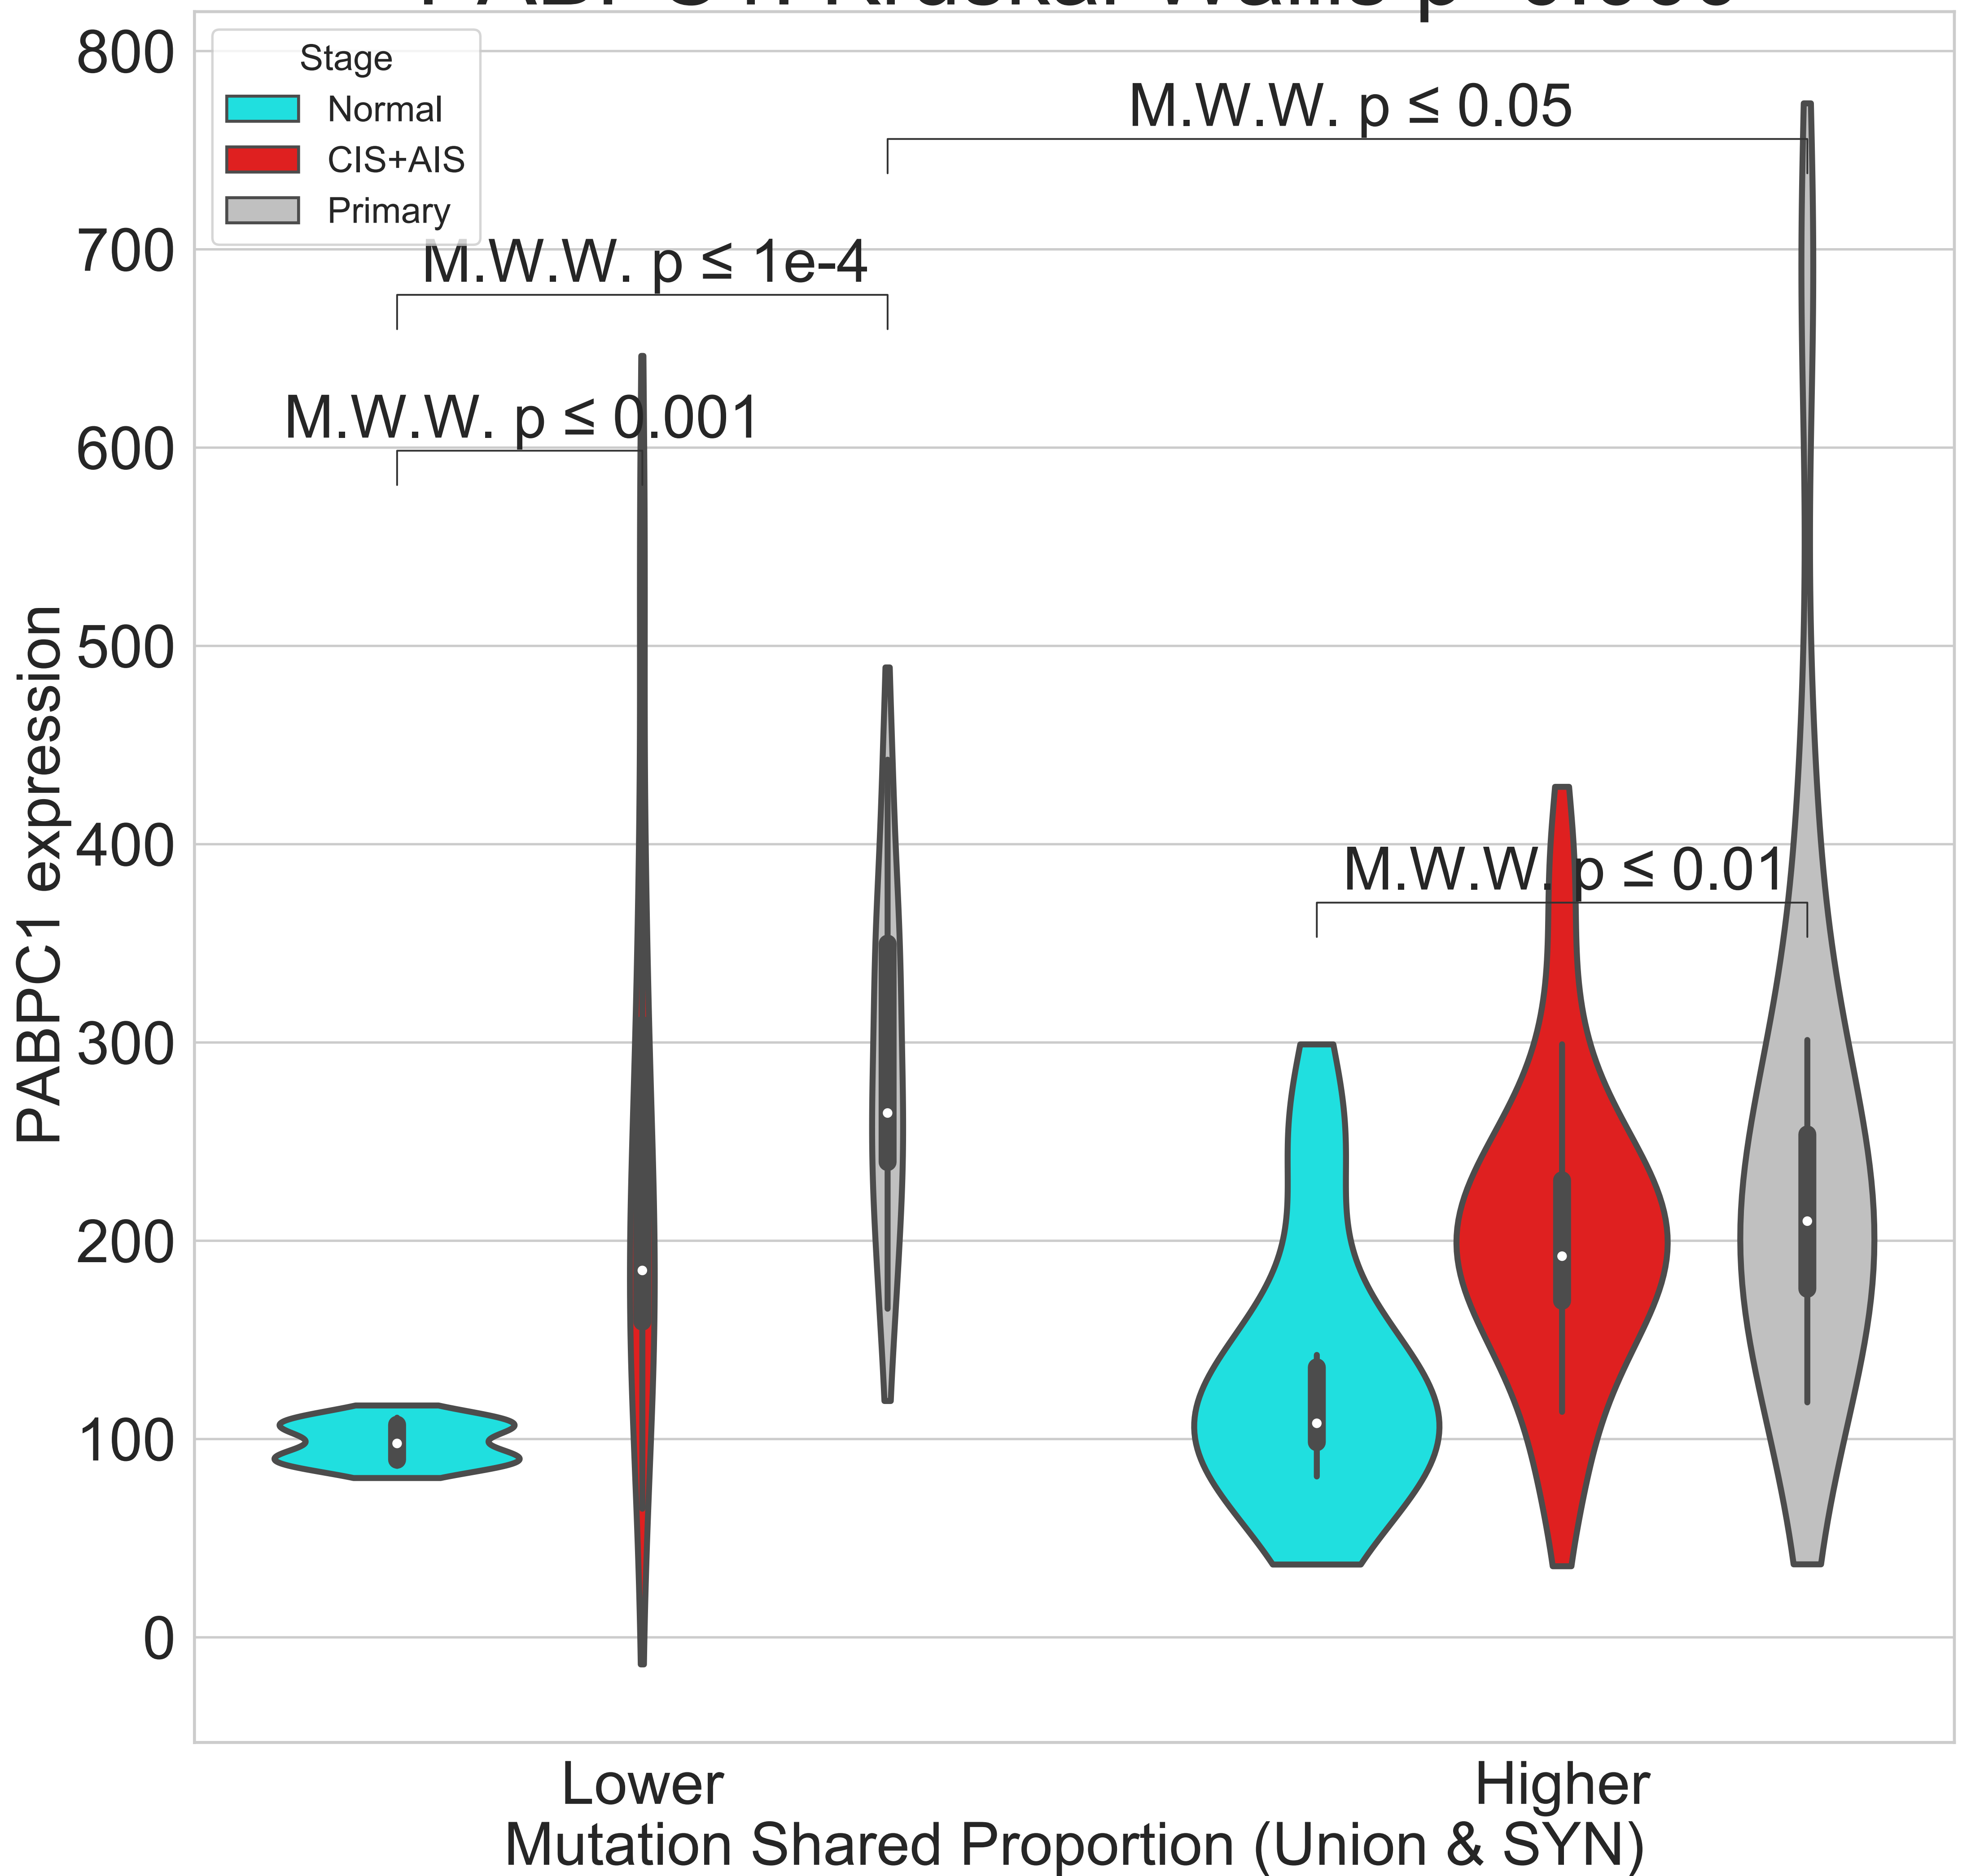 800
700
600
500
400
300
200
100
0
PABPC1 expression
Stage
Normal
CIS+AIS
Primary
M.W.W. p ≤ 0.05
M.W.W. p ≤ 1e-4
M.W.W. p ≤ 0.001
M.W.W. p ≤ 0.01
Lower
Higher
Mutation Shared Proportion (Union & SYN)